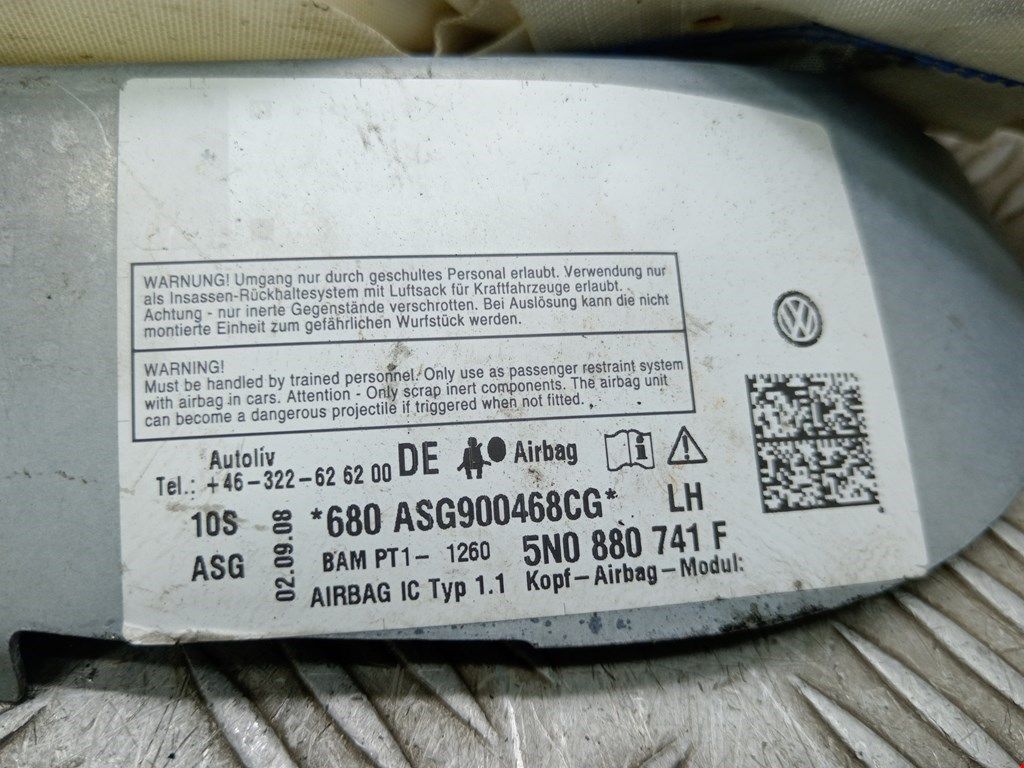 WARNUNG! Umgang nur durch geschultes Personal erlaubt. Verwendung nur
als Insassen-Rückhaltesystem mit Luftsack für Kraftfahrzeuge erlaubt.
Achtung - nur inerte Gegenstände verschrotten. Bei Auslösung kann die nicht
montierte Einheit zum gefährlichen Wurfstück werden.
WARNING!
Must be handled by trained personnel. Only use as passenger restraint system
with airbag in cars. Attention - Only scrap inert components. The airbag unit
can become a dangerous projectile if triggered when not fitted.
Autoliv
Tel.: +46-322-62 62 00 DE Airbag
10S 02.09.08 *680 ASG900468CG* LH
ASG BAM PT1- 1260 5N0 880 741 F
AIRBAG IC Typ 1.1 Kopf-Airbag-Modul: